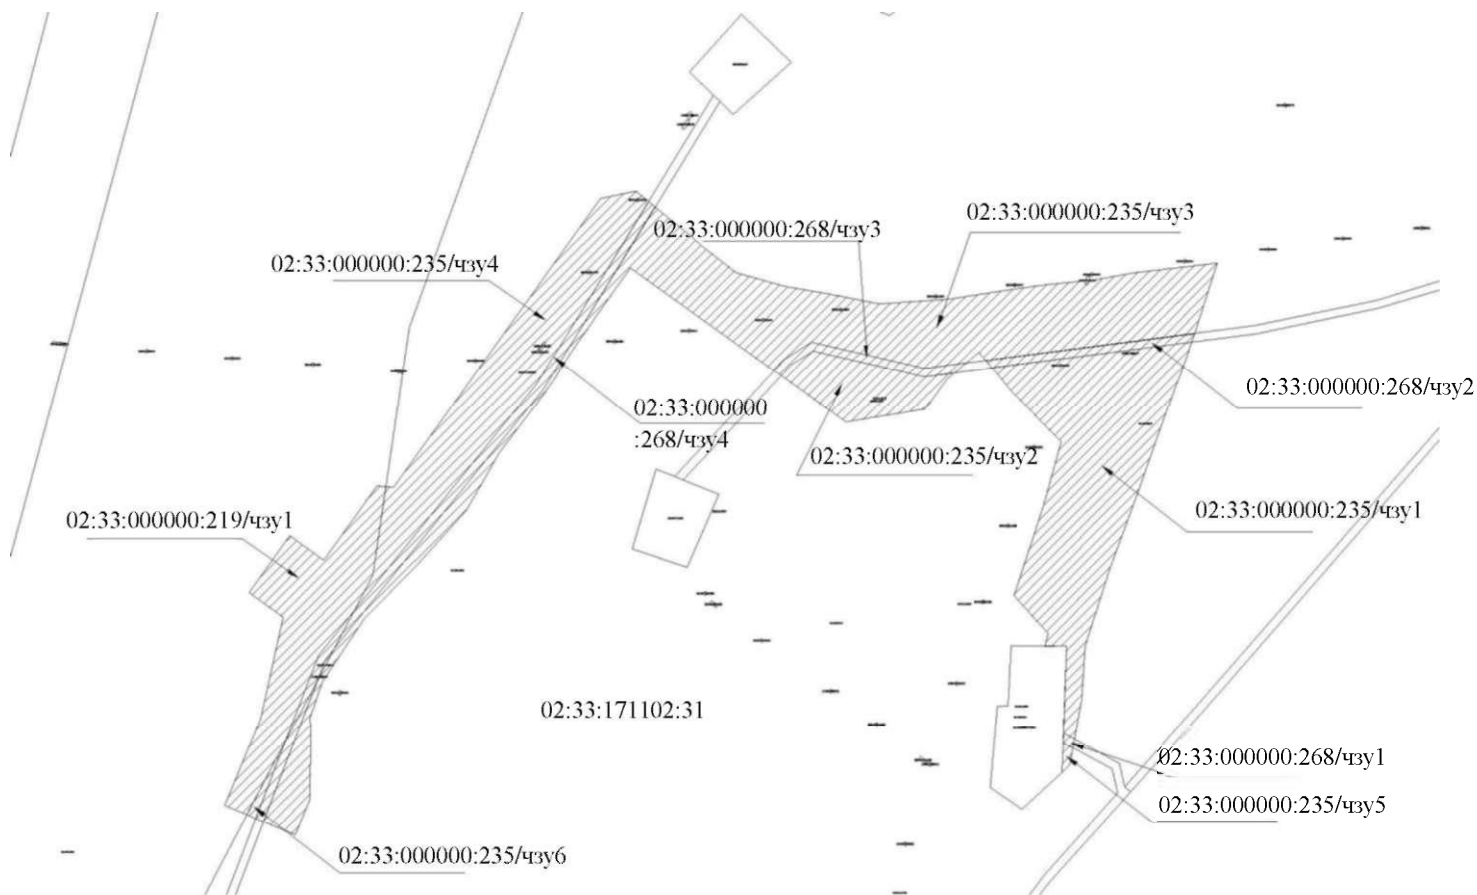 02:33:000000:235/чзу3
02:33:000000:268/чзу3
02:33:000000:235/чзу4
02:33:000000:268/чзу2
02:33:000000
:268/чзу4
02:33:000000:235/чзу2
02:33:000000:235/чзу1
02:33:000000:219/чзу1
02:33:171102:31
02:33:000000:268/чзу1
02:33:000000:235/чзу5
02:33:000000:235/чзу6